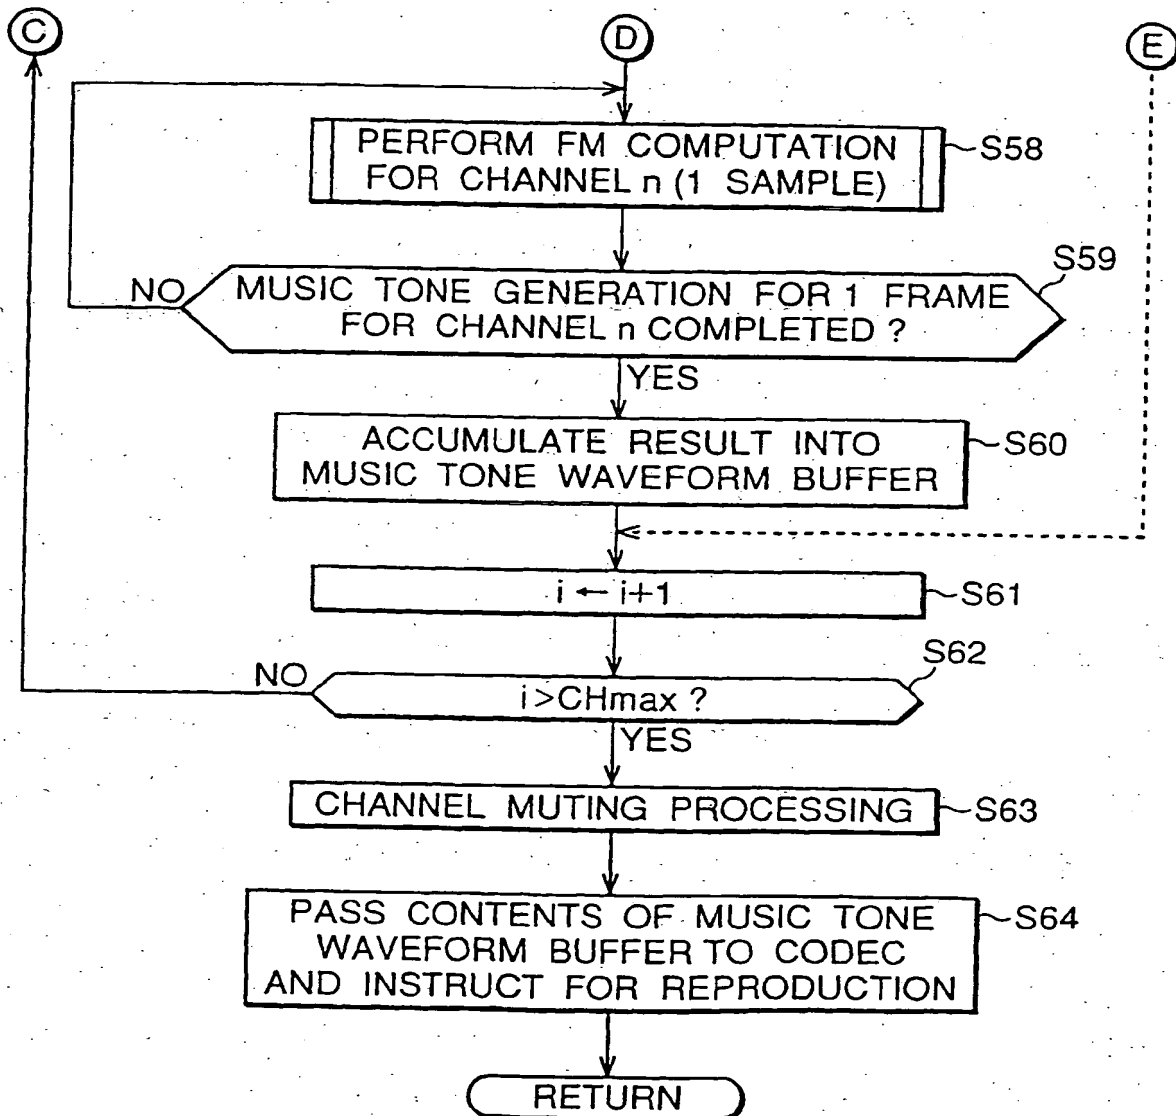 C
D
E
PERFORM FM COMPUTATION
FOR CHANNEL n (1 SAMPLE)
S58
S59
NO
MUSIC TONE GENERATION FOR 1 FRAME
FOR CHANNEL n COMPLETED ?
YES
ACCUMULATE RESULT INTO
MUSIC TONE WAVEFORM BUFFER
S60
i ← i+1
S61
S62
NO
i>CHmax ?
YES
CHANNEL MUTING PROCESSING
S63
PASS CONTENTS OF MUSIC TONE
WAVEFORM BUFFER TO CODEC
AND INSTRUCT FOR REPRODUCTION
S64
RETURN